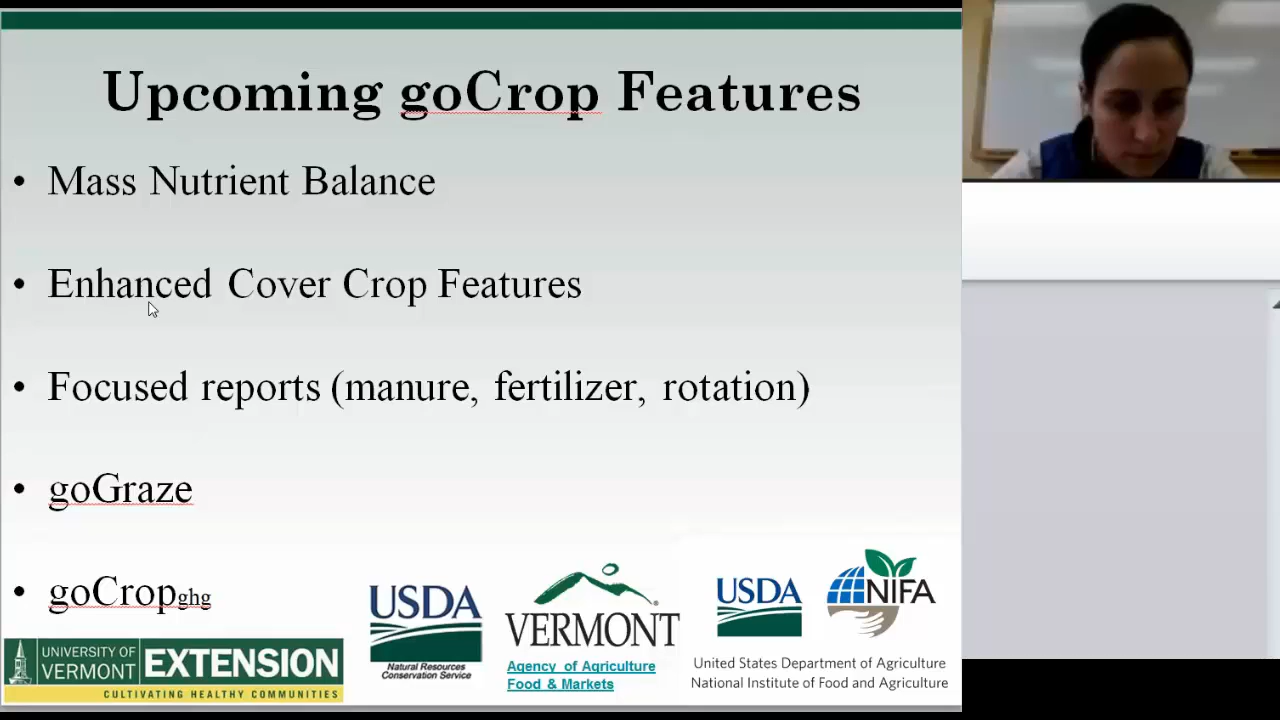 Upcoming goCrop Features
• Mass Nutrient Balance
• Enhanced Cover Crop Features
• Focused reports (manure, fertilizer, rotation)
• goGraze
• goCropghg
UNIVERSITY OF
VERMONT
EXTENSION
CULTIVATING HEALTHY COMMUNITIES
USDA
Natural Resources
Conservation Service
VERMONT
Agency of Agriculture
Food & Markets
USDA
NIFA
United States Department of Agriculture
National Institute of Food and Agriculture